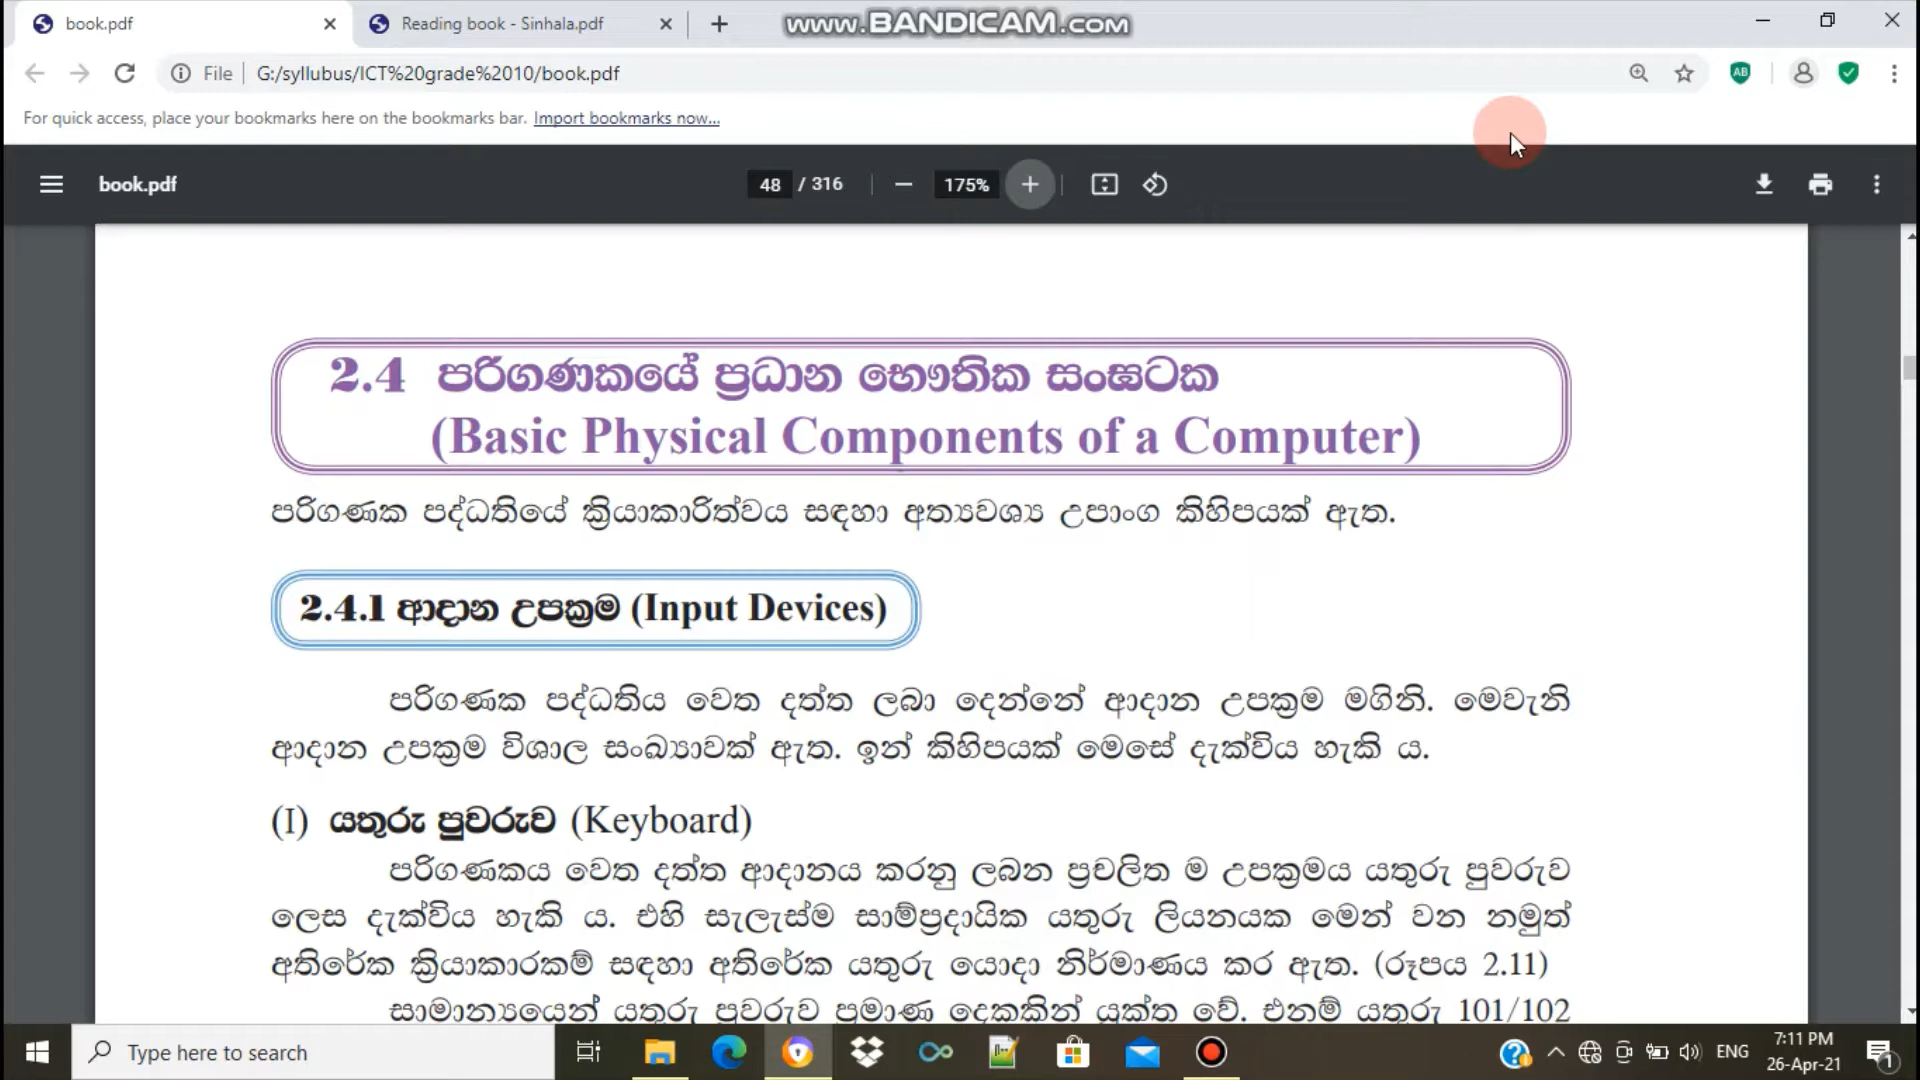 book.pdf
Reading book - Sinhala.pdf
www.BANDICAM.com
File
G:/syllubus/ICT%20grade%2010/book.pdf
AB
For quick access, place your bookmarks here on the bookmarks bar. Import bookmarks now...
book.pdf
48 / 316
175%
2.4 පරිගණකයේ ප්‍රධාන භෞතික සංඝටක
(Basic Physical Components of a Computer)
පරිගණක පද්ධතියේ ක්‍රියාකාරිත්වය සඳහා අත්‍යවශ්‍ය උපාංග කිහිපයක් ඇත.
2.4.1 ආදාන උපක්‍රම (Input Devices)
පරිගණක පද්ධතිය වෙත දත්ත ලබා දෙන්නේ ආදාන උපක්‍රම මගිනි. මෙවැනි
ආදාන උපක්‍රම විශාල සංඛ්‍යාවක් ඇත. ඉන් කිහිපයක් මෙසේ දැක්විය හැකි ය.
(I) යතුරු පුවරුව (Keyboard)
පරිගණකය වෙත දත්ත ආදානය කරනු ලබන ප්‍රචලිත ම උපක්‍රමය යතුරු පුවරුව
ලෙස දැක්විය හැකි ය. එහි සැලැස්ම සාම්ප්‍රදායික යතුරු ලියනයක මෙන් වන නමුත්
අතිරේක ක්‍රියාකාරකම් සඳහා අතිරේක යතුරු යොදා නිර්මාණය කර ඇත. (රූපය 2.11)
සාමාන්‍යයෙන් යතුරු පුවරුව ප්‍රමාණ දෙකකින් යුක්ත වේ. එනම් යතුරු 101/102
Type here to search
ENG
7:11 PM
26-Apr-21
1